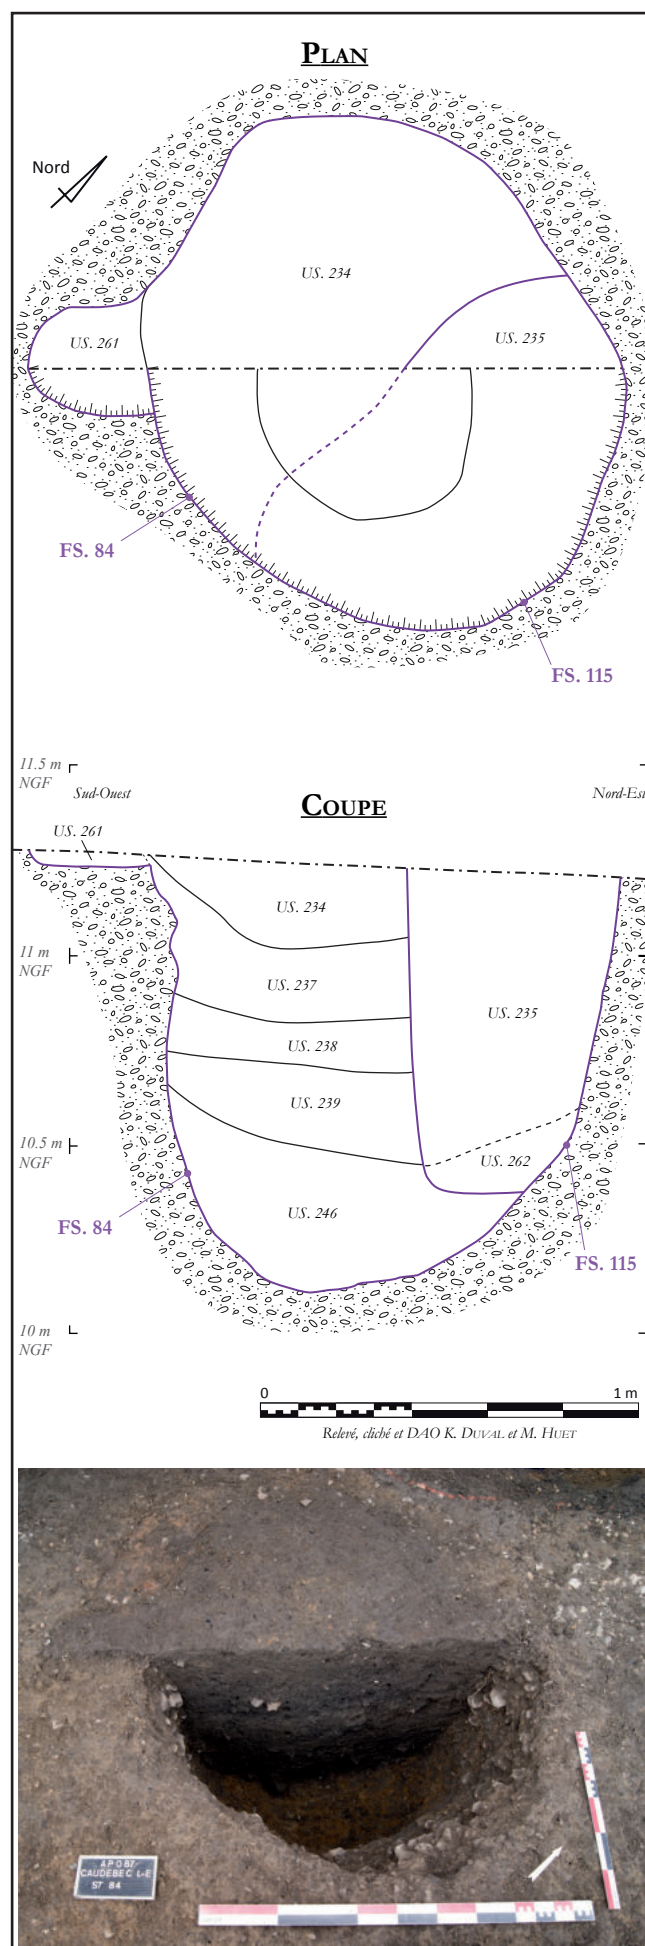 PLAN
Nord
US. 234
US. 261
US. 235
FS. 84
FS. 115
11.5 m
NGF
Sud-Ouest
COUPE
Nord-Est
US. 261
US. 234
11 m
NGF
US. 237
US. 235
US. 238
US. 239
10.5 m
NGF
US. 262
US. 246
FS. 84
FS. 115
10 m
NGF
0
1 m
Relevé, cliché et DAO K. DUVAL et M. HUET
CAUDEBEC L-E
ST 84